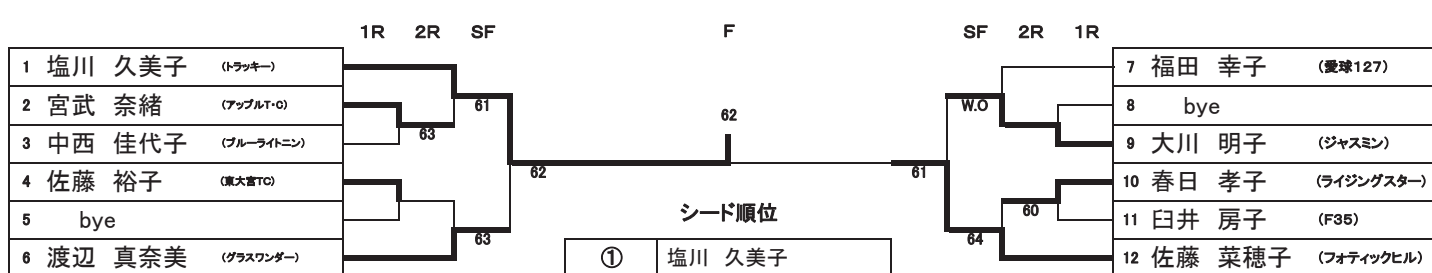 1R 2R SF F SF 2R 1R
1 塩川 久美子 (トラッキー)
2 宮武 奈緒 (アップルT・C)
3 中西 佳代子 (ブルーライトニン)
4 佐藤 裕子 (東大宮TC)
5 bye
6 渡辺 真奈美 (グラスワンダー)
61
63
62
63
62
W.O
61
60
64
7 福田 幸子 (愛球127)
8 bye
9 大川 明子 (ジャスミン)
10 春日 孝子 (ライジングスター)
11 臼井 房子 (F35)
12 佐藤 菜穂子 (フォティックヒル)
シード順位
① 塩川 久美子